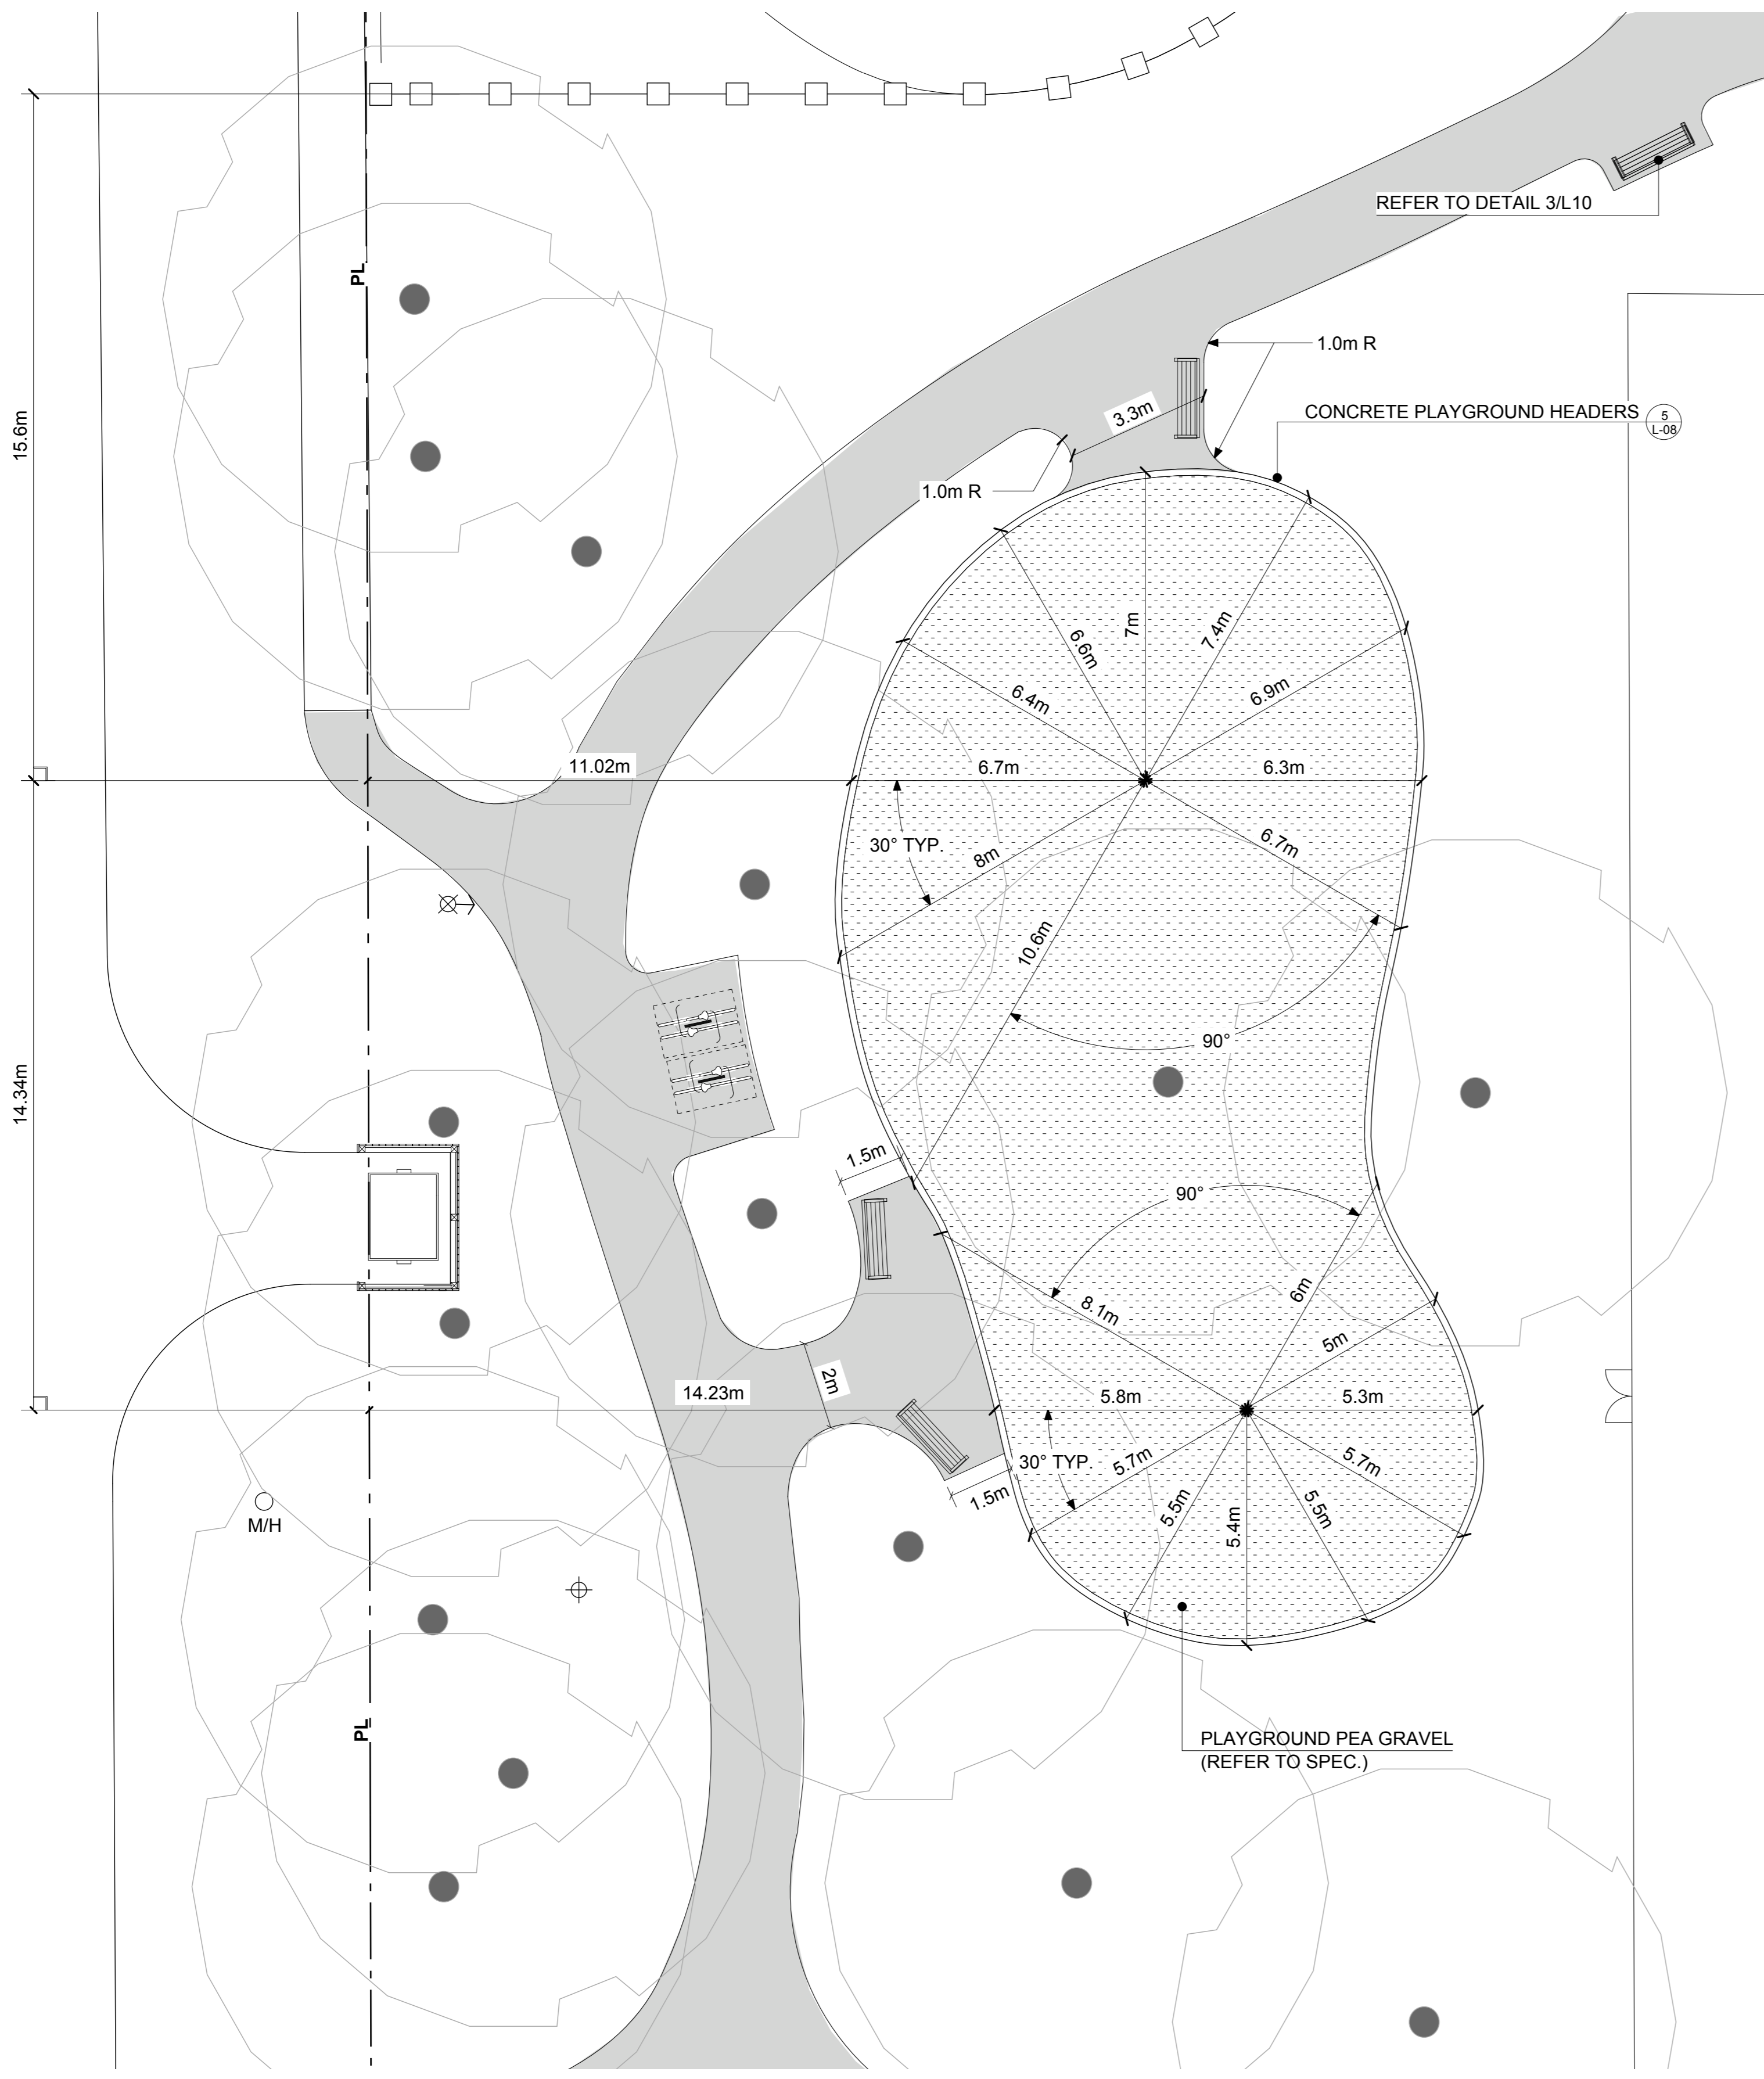 REFER TO DETAIL 3/L10
PL
1.0m R
3.3m
CONCRETE PLAYGROUND HEADERS
5
L-08
15.6m
1.0m R
6.6m
7m
7.4m
6.4m
6.9m
11.02m
6.7m
6.3m
30° TYP.
8m
6.7m
10.6m
90°
14.34m
1.5m
90°
6m
8.1m
5m
14.23m
2m
5.8m
5.3m
30° TYP.
5.7m
5.7m
1.5m
5.5m
5.4m
5.5m
M/H
PL
PLAYGROUND PEA GRAVEL
(REFER TO SPEC.)